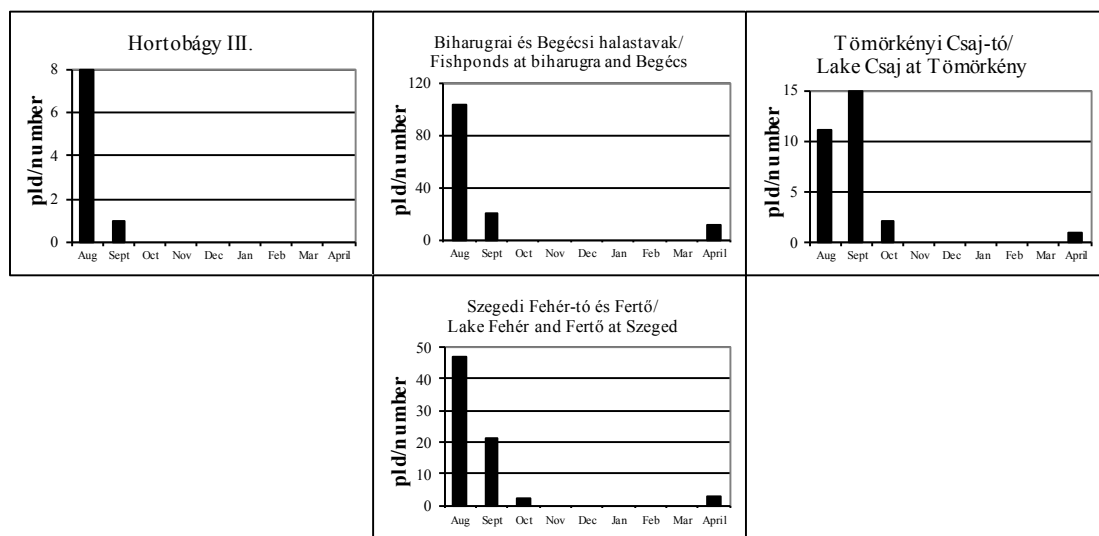 Hortobágy III.
pld/number
8
6
4
2
0
Aug Sept Oct Nov Dec Jan Feb Mar April
Biharugrai és Begécsi halastavak/
Fishponds at biharugra and Begécs
pld/number
120
80
40
0
Aug Sept Oct Nov Dec Jan Feb Mar April
Tömörkényi Csaj-tó/
Lake Csaj at Tömörkény
pld/number
15
10
5
0
Aug Sept Oct Nov Dec Jan Feb Mar April
Szegedi Fehér-tó és Fertő/
Lake Fehér and Fertő at Szeged
pld/number
50
40
30
20
10
0
Aug Sept Oct Nov Dec Jan Feb Mar April